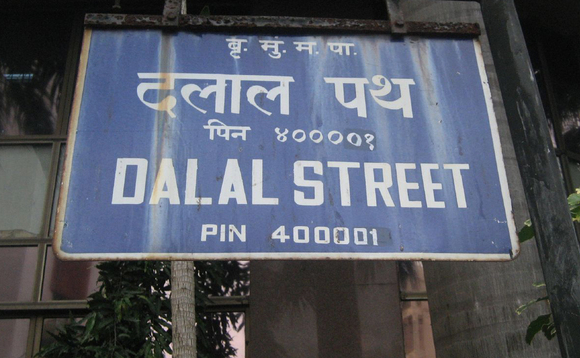 बृ. मुं. म. पा.
दलाल पथ
पिन ४००००१
DALAL STREET
PIN 400001